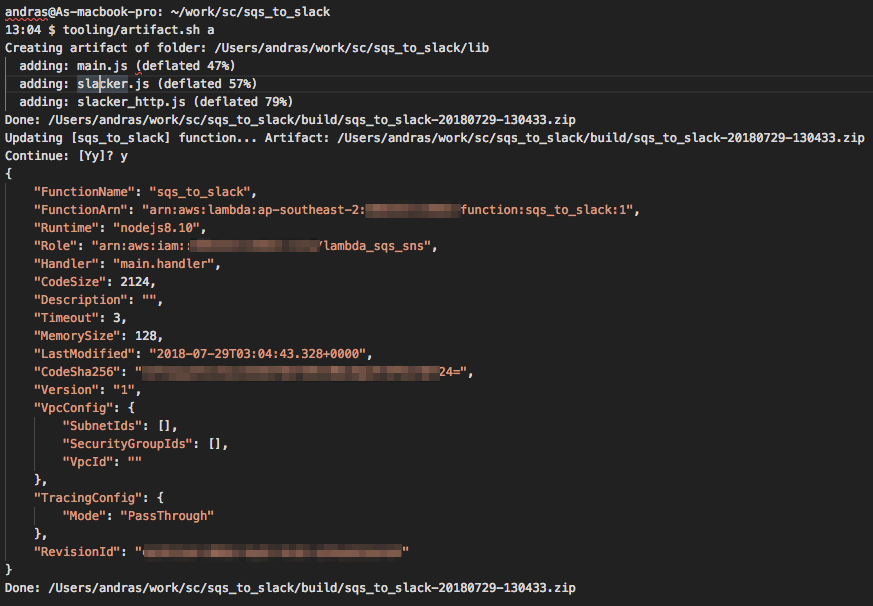 andras@As-macbook-pro: ~/work/sc/sqs_to_slack
13:04 $ tooling/artifact.sh a
Creating artifact of folder: /Users/andras/work/sc/sqs_to_slack/lib
  adding: main.js (deflated 47%)
  adding: slacker.js (deflated 57%)
  adding: slacker_http.js (deflated 79%)
Done: /Users/andras/work/sc/sqs_to_slack/build/sqs_to_slack-20180729-130433.zip
Updating [sqs_to_slack] function... Artifact: /Users/andras/work/sc/sqs_to_slack/build/sqs_to_slack-20180729-130433.zip
Continue: [Yy]? y
{
    "FunctionName": "sqs_to_slack",
    "FunctionArn": "arn:aws:lambda:ap-southeast-2: function:sqs_to_slack:1",
    "Runtime": "nodejs8.10",
    "Role": "arn:aws:iam:: /lambda_sqs_sns",
    "Handler": "main.handler",
    "CodeSize": 2124,
    "Description": "",
    "Timeout": 3,
    "MemorySize": 128,
    "LastModified": "2018-07-29T03:04:43.328+0000",
    "CodeSha256": " 24=",
    "Version": "1",
    "VpcConfig": {
        "SubnetIds": [],
        "SecurityGroupIds": [],
        "VpcId": ""
    },
    "TracingConfig": {
        "Mode": "PassThrough"
    },
    "RevisionId": " "
}
Done: /Users/andras/work/sc/sqs_to_slack/build/sqs_to_slack-20180729-130433.zip